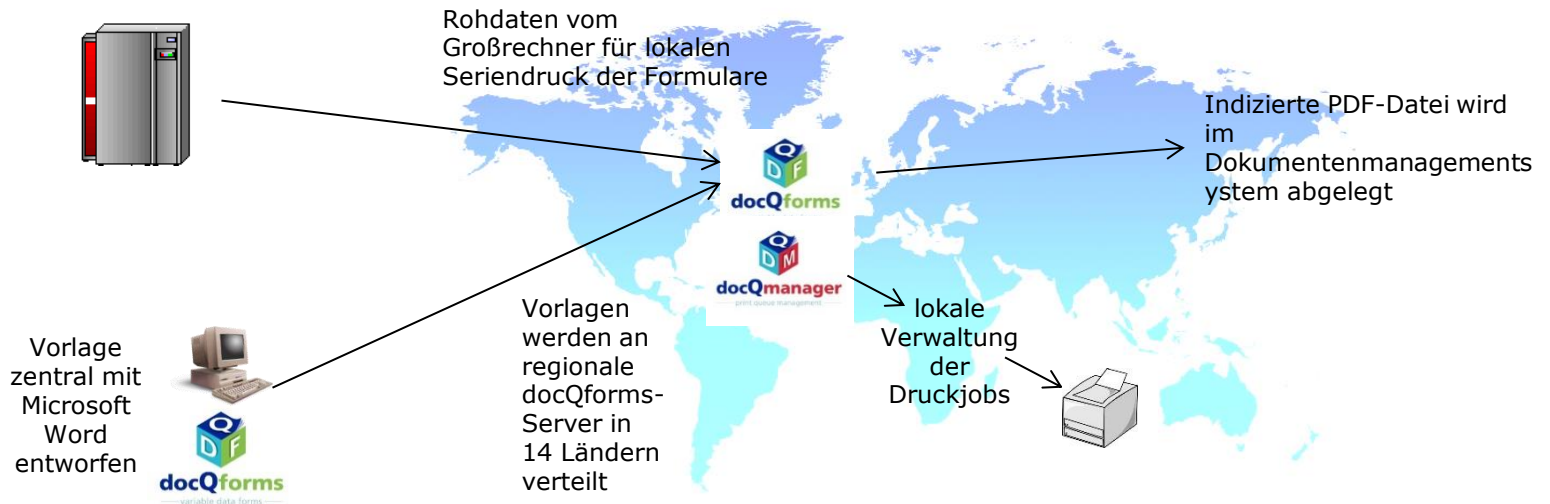 Rohdaten vom
Großrechner für lokalen
Seriendruck der Formulare
Indizierte PDF-Datei wird
im
Dokumentenmanagements
ystem abgelegt
Q
D F
docQforms
Q
D M
docQmanager
print queue management
Vorlagen
werden an
regionale
docQforms-
Server in
14 Ländern
verteilt
lokale
Verwaltung
der
Druckjobs
Vorlage
zentral mit
Microsoft
Word
entworfen
Q
D F
docQforms
variable data forms